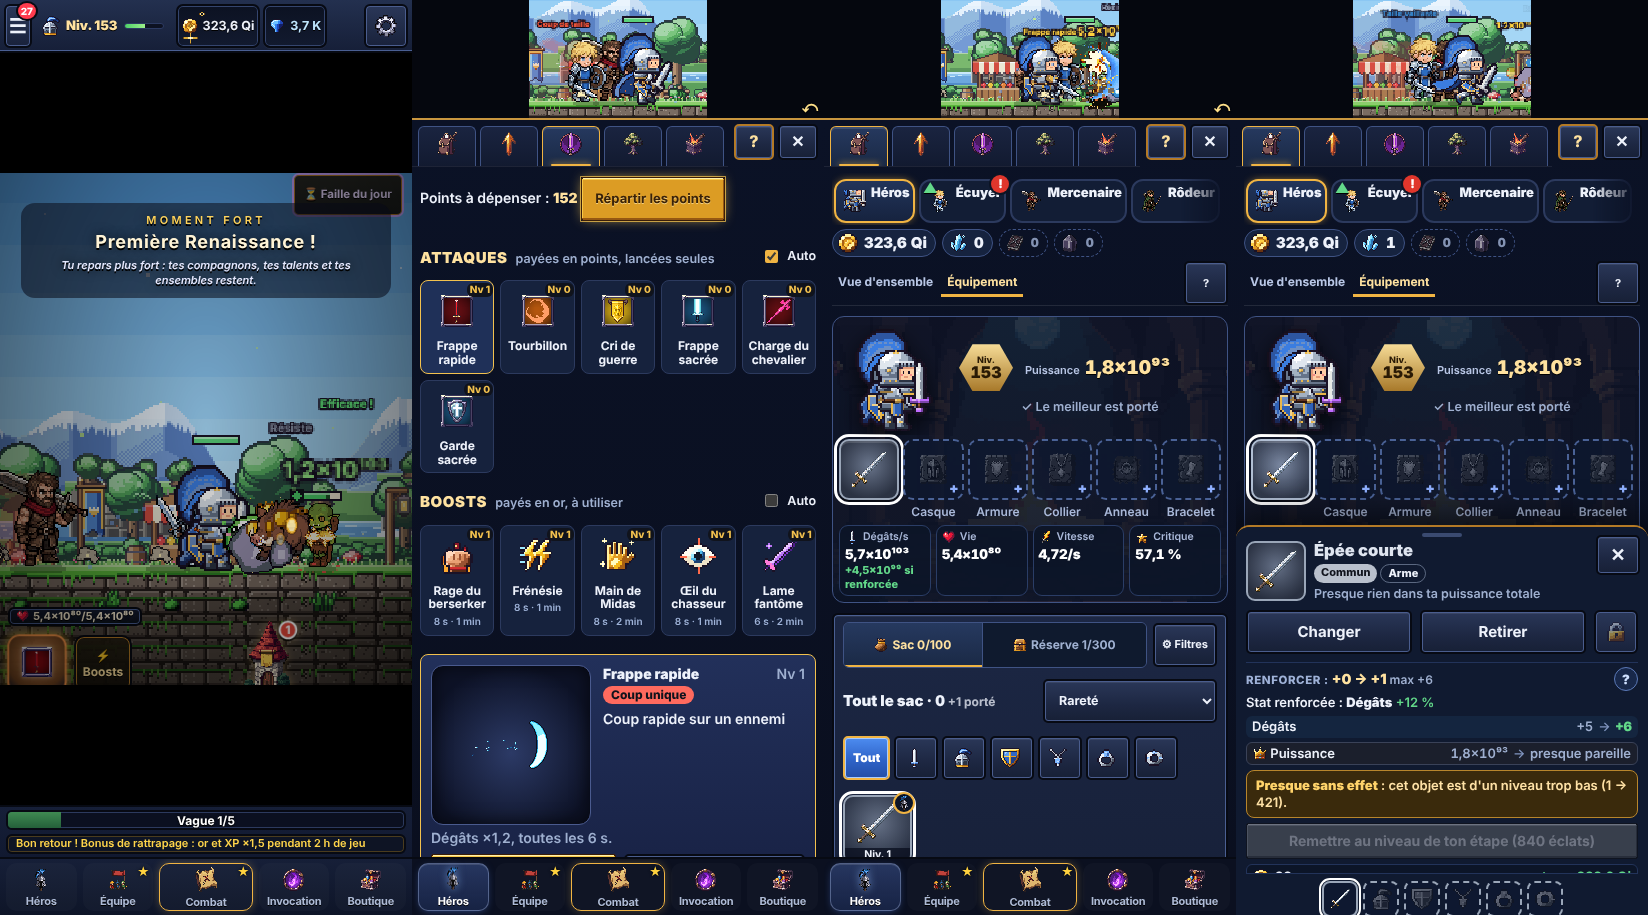 27
Niv. 153
323,6 Qi
3,7 K
Faille du jour
MOMENT FORT
Première Renaissance !
Tu repars plus fort : tes compagnons, tes talents et tes
ensembles restent.
Efficace !
Résiste
5,4×10⁸⁰/5,4×10⁸⁰
1
Boosts
Vague 1/5
Bon retour ! Bonus de rattrapage : or et XP ×1,5 pendant 2 h de jeu
Héros
Équipe
Combat
Invocation
Boutique
Coup de taille
?
×
Points à dépenser : 152
Répartir les points
ATTAQUES payées en points, lancées seules
Auto
Nv 1
Nv 0
Nv 0
Nv 0
Nv 0
Frappe rapide
Tourbillon
Cri de guerre
Frappe sacrée
Charge du chevalier
Nv 0
Garde sacrée
BOOSTS payés en or, à utiliser
Auto
Nv 1
Nv 1
Nv 1
Nv 1
Nv 1
Rage du berserker
8 s · 1 min
Frénésie
8 s · 1 min
Main de Midas
8 s · 2 min
Œil du chasseur
8 s · 1 min
Lame fantôme
6 s · 2 min
Frappe rapide
Nv 1
Coup unique
Coup rapide sur un ennemi
Dégâts ×1,2, toutes les 6 s.
Héros
Équipe
Combat
Invocation
Boutique
Frappe rapide
?
×
Héros
Écuye!
!
Mercenaire
Rôdeur
323,6 Qi
0
0
0
Vue d'ensemble
Équipement
?
Niv.
153
Puissance 1,8×10⁹³
✓ Le meilleur est porté
Casque
Armure
Collier
Anneau
Bracelet
Dégâts/s
5,7×10¹⁰³
+4,5×10⁹⁹ si
renforcée
Vie
5,4×10⁸⁰
Vitesse
4,72/s
Critique
57,1 %
Sac 0/100
Réserve 1/300
Filtres
Tout le sac · 0 +1 porté
Rareté
Tout
Niv. 1
Héros
Équipe
Combat
Invocation
Boutique
Taille vaillante
?
×
Héros
Écuye!
!
Mercenaire
Rôdeur
323,6 Qi
1
0
0
Vue d'ensemble
Équipement
?
Niv.
153
Puissance 1,8×10⁹³
✓ Le meilleur est porté
Casque
Armure
Collier
Anneau
Bracelet
Épée courte
×
Commun
Arme
Presque rien dans ta puissance totale
Changer
Retirer
RENFORCER : +0 → +1 max +6
?
Stat renforcée : Dégâts +12 %
Dégâts
+5 → +6
Puissance
1,8×10⁹³ → presque pareille
Presque sans effet : cet objet est d'un niveau trop bas (1 →
421).
Remettre au niveau de ton étape (840 éclats)